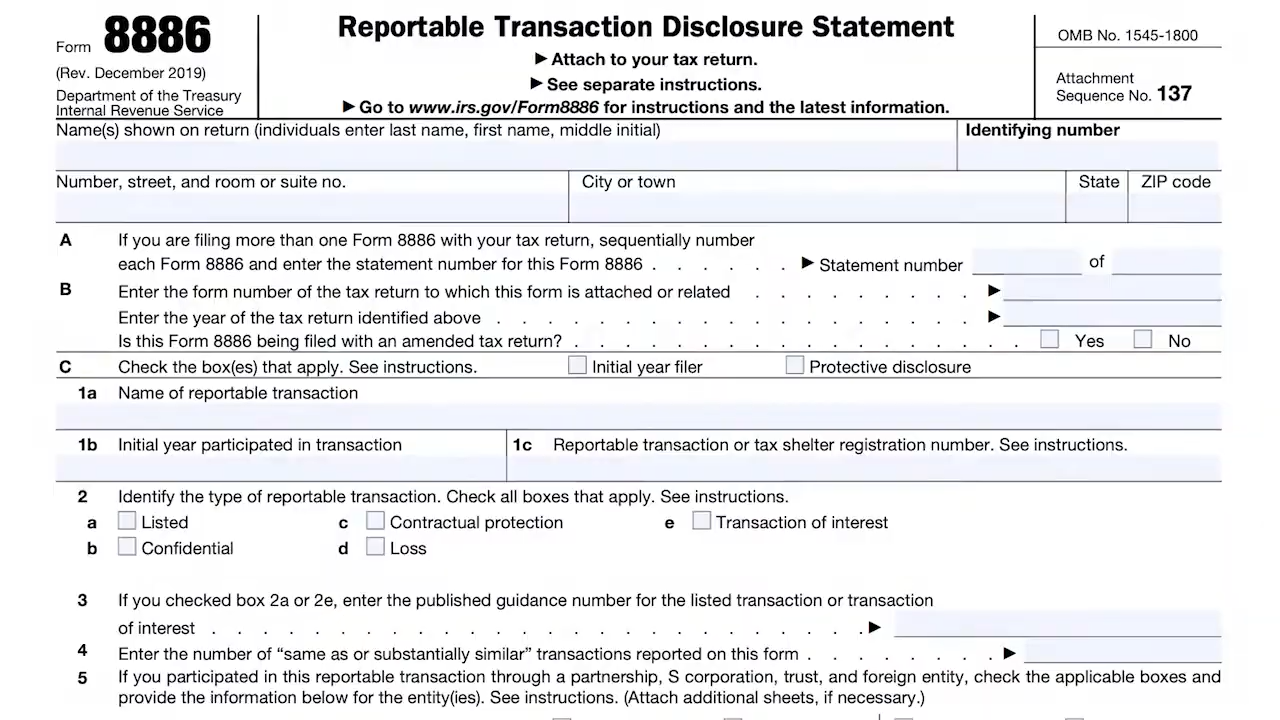 Form 8886
(Rev. December 2019)
Department of the Treasury
Internal Revenue Service
Reportable Transaction Disclosure Statement
▶ Attach to your tax return.
▶ See separate instructions.
▶ Go to www.irs.gov/Form8886 for instructions and the latest information.
OMB No. 1545-1800
Attachment
Sequence No. 137
Name(s) shown on return (individuals enter last name, first name, middle initial)
Identifying number
Number, street, and room or suite no.
City or town
State
ZIP code
A If you are filing more than one Form 8886 with your tax return, sequentially number
each Form 8886 and enter the statement number for this Form 8886 . . . . . . ▶ Statement number of
B Enter the form number of the tax return to which this form is attached or related . . . . . . . . . ▶
Enter the year of the tax return identified above . . . . . . . . . . . . . . . . . . . ▶
Is this Form 8886 being filed with an amended tax return? . . . . . . . . . . . . . . . . . . Yes No
C Check the box(es) that apply. See instructions. Initial year filer Protective disclosure
1a Name of reportable transaction
1b Initial year participated in transaction
1c Reportable transaction or tax shelter registration number. See instructions.
2 Identify the type of reportable transaction. Check all boxes that apply. See instructions.
a Listed c Contractual protection e Transaction of interest
b Confidential d Loss
3 If you checked box 2a or 2e, enter the published guidance number for the listed transaction or transaction
of interest . . . . . . . . . . . . . . . . . . . . . . . . . . ▶
4 Enter the number of “same as or substantially similar” transactions reported on this form . . . . . . . . ▶
5 If you participated in this reportable transaction through a partnership, S corporation, trust, and foreign entity, check the applicable boxes and
provide the information below for the entity(ies). See instructions. (Attach additional sheets, if necessary.)